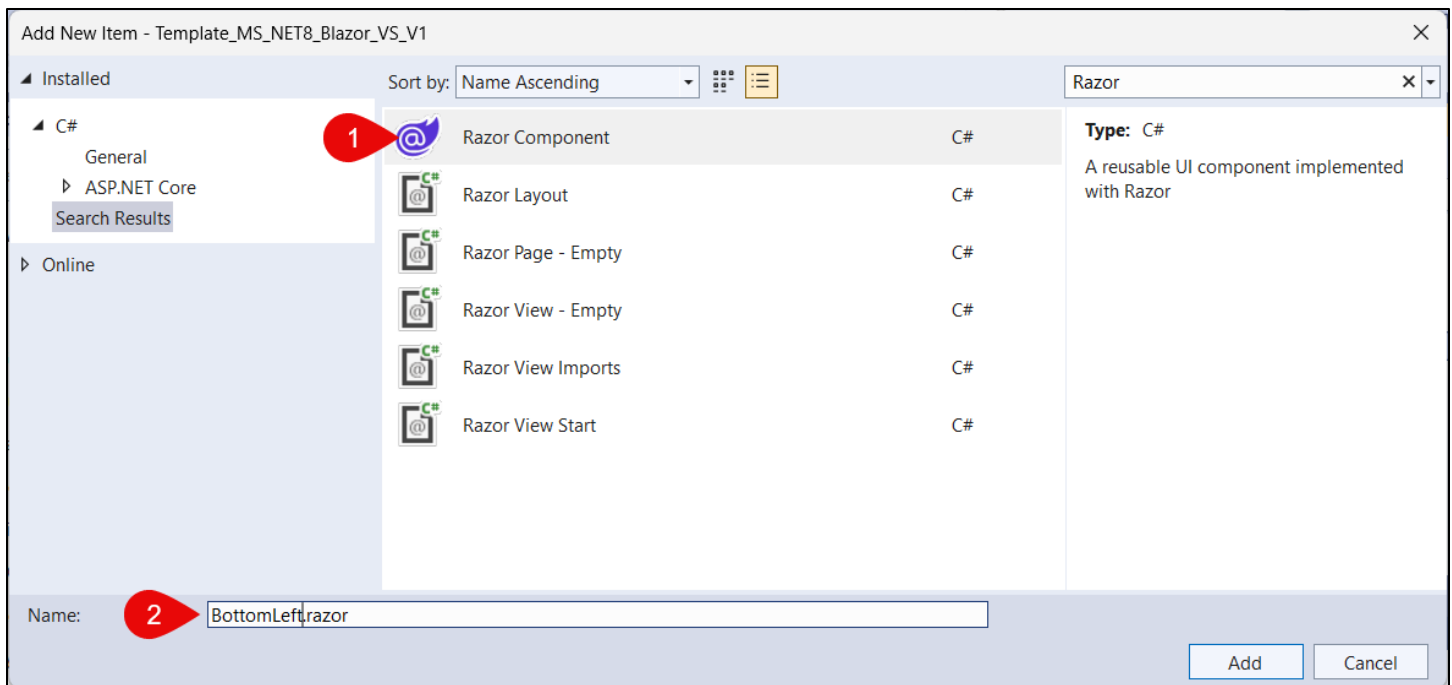 Add New Item - Template_MS_NET8_Blazor_VS_V1
Installed
Sort by: Name Ascending
Razor
C#
General
ASP.NET Core
Search Results
Online
1
Razor Component C#
Razor Layout C#
Razor Page - Empty C#
Razor View - Empty C#
Razor View Imports C#
Razor View Start C#
Type: C#
A reusable UI component implemented
with Razor
Name: 2 BottomLeft.razor
Add Cancel